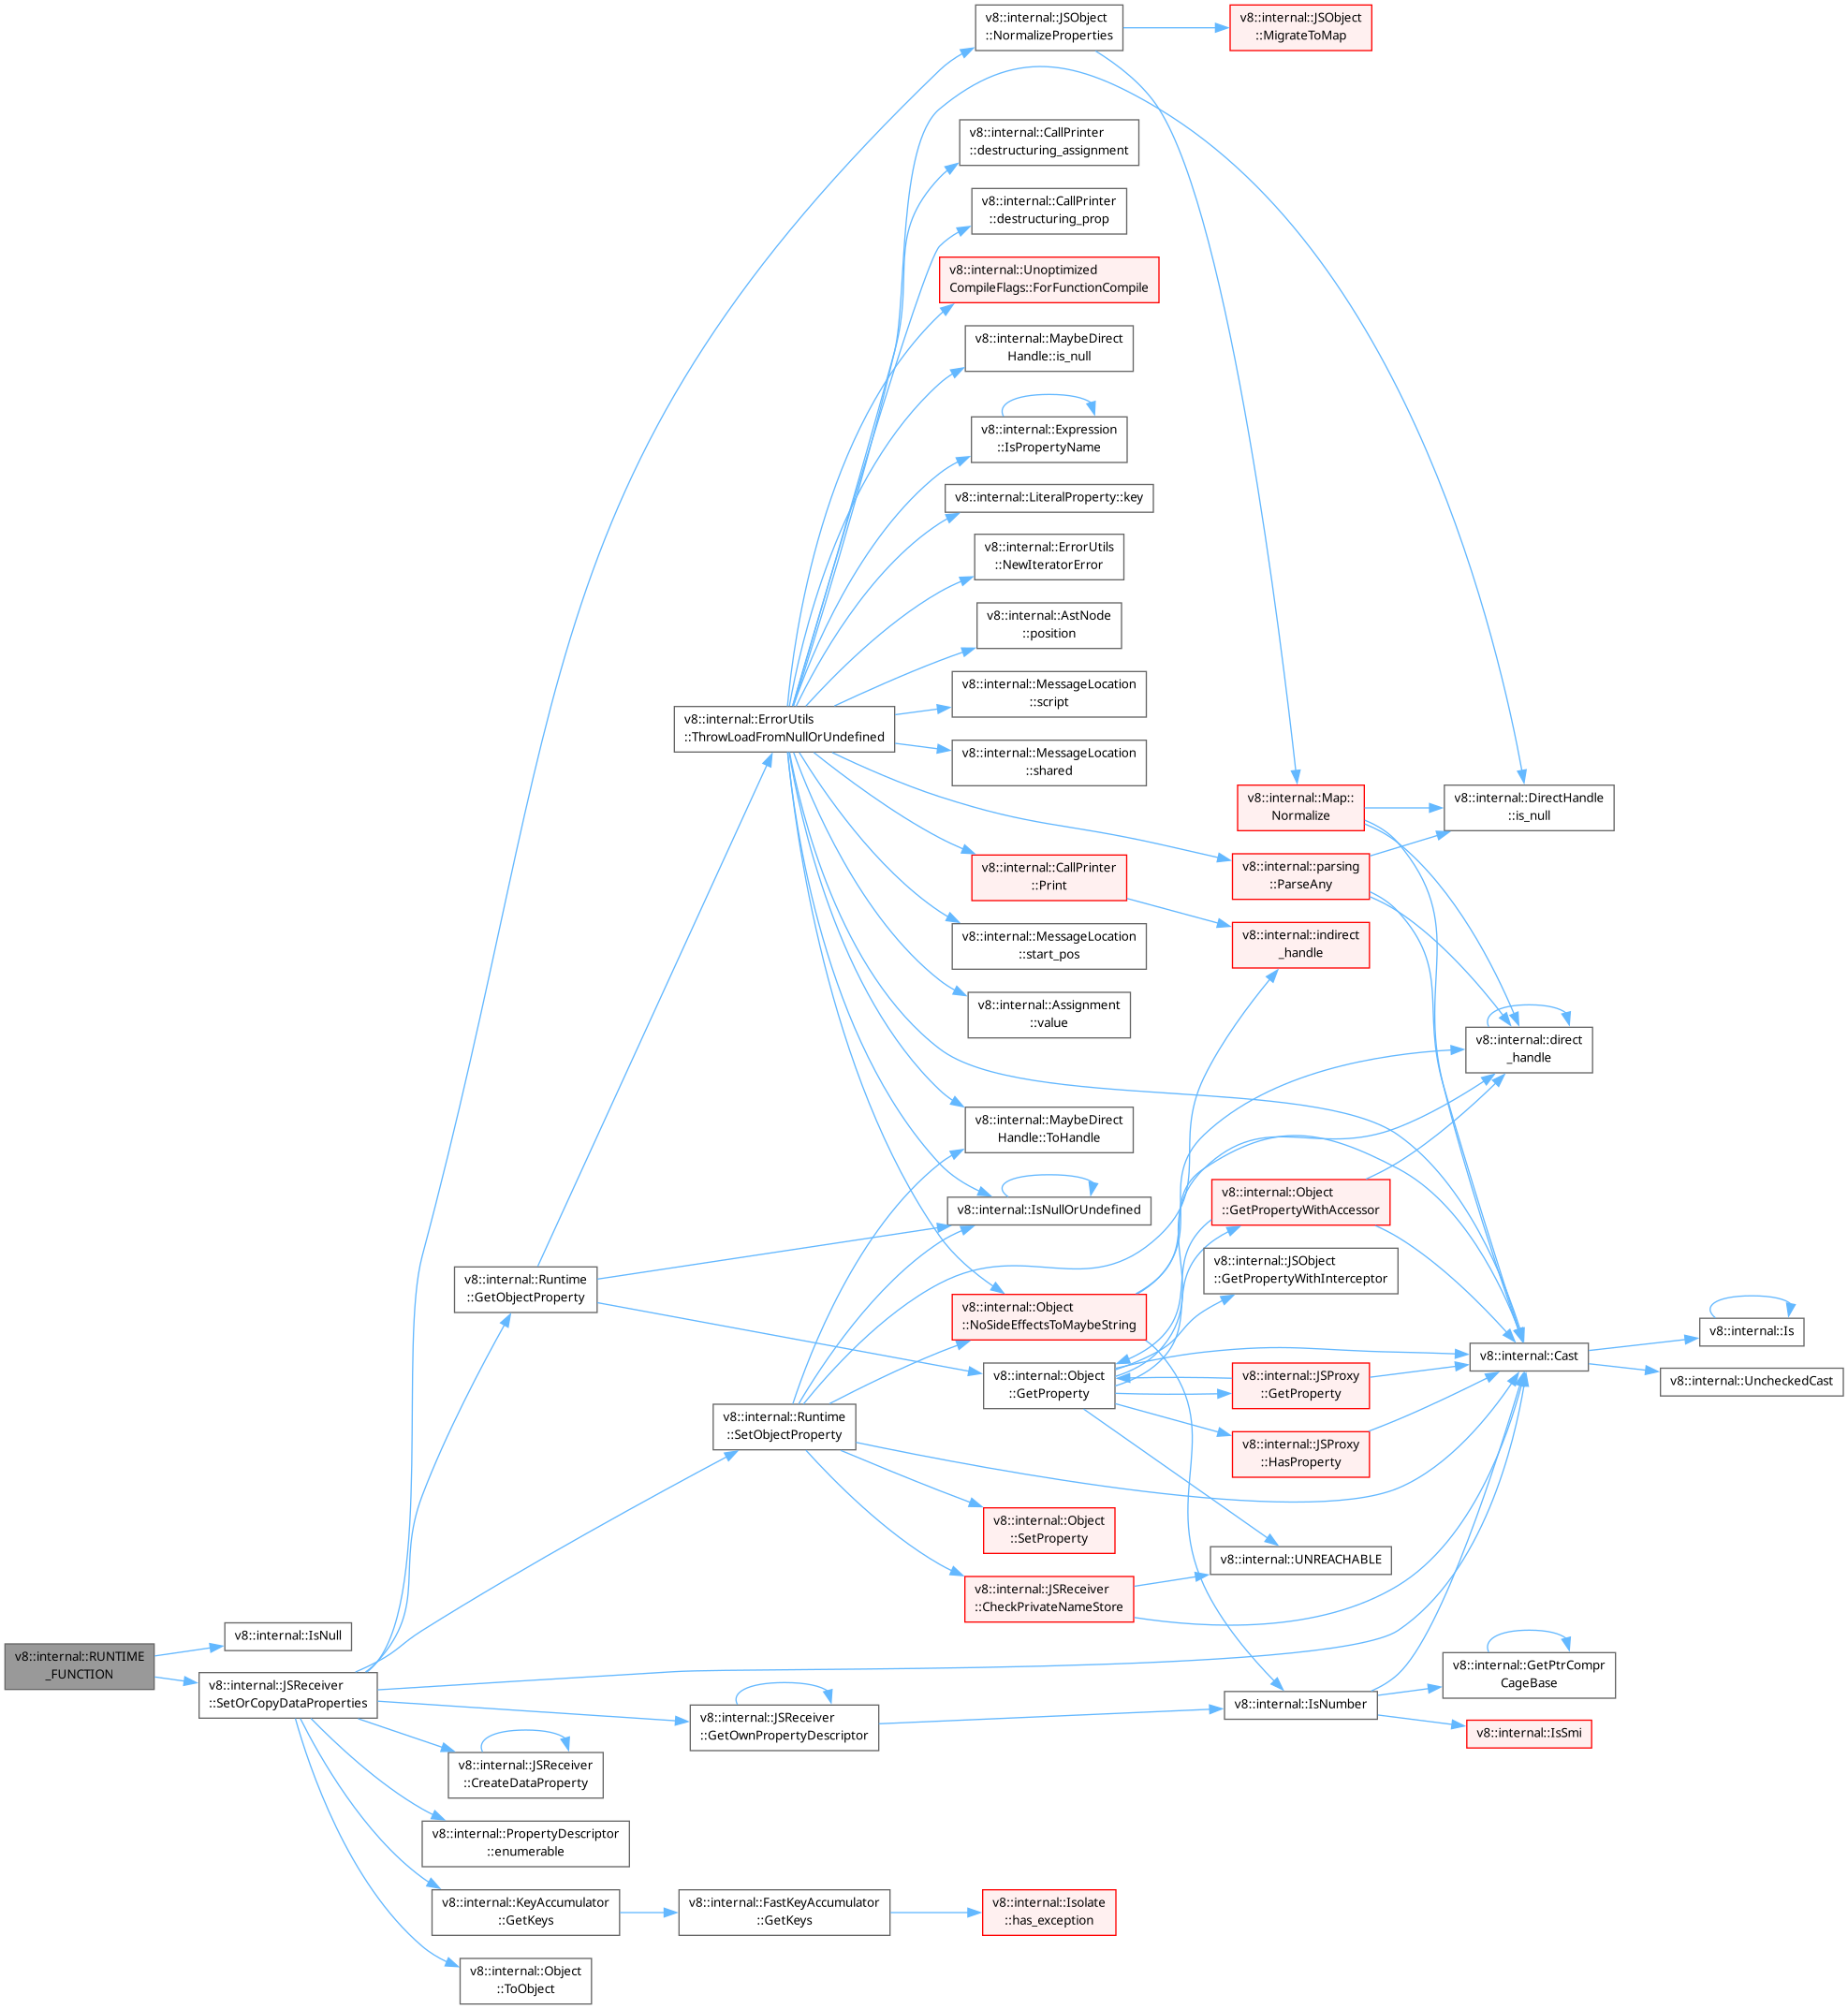 v8::internal::JSObject
::NormalizeProperties
v8::internal::JSObject
::MigrateToMap
v8::internal::CallPrinter
::destructuring_assignment
v8::internal::CallPrinter
::destructuring_prop
v8::internal::Unoptimized
CompileFlags::ForFunctionCompile
v8::internal::MaybeDirect
Handle::is_null
v8::internal::Expression
::IsPropertyName
v8::internal::LiteralProperty::key
v8::internal::ErrorUtils
::NewIteratorError
v8::internal::AstNode
::position
v8::internal::MessageLocation
::script
v8::internal::ErrorUtils
::ThrowLoadFromNullOrUndefined
v8::internal::MessageLocation
::shared
v8::internal::Map::
Normalize
v8::internal::DirectHandle
::is_null
v8::internal::CallPrinter
::Print
v8::internal::parsing
::ParseAny
v8::internal::MessageLocation
::start_pos
v8::internal::indirect
_handle
v8::internal::Assignment
::value
v8::internal::direct
_handle
v8::internal::MaybeDirect
Handle::ToHandle
v8::internal::IsNullOrUndefined
v8::internal::Object
::GetPropertyWithAccessor
v8::internal::JSObject
::GetPropertyWithInterceptor
v8::internal::Runtime
::GetObjectProperty
v8::internal::Object
::NoSideEffectsToMaybeString
v8::internal::Is
v8::internal::Cast
v8::internal::UncheckedCast
v8::internal::Object
::GetProperty
v8::internal::JSProxy
::GetProperty
v8::internal::Runtime
::SetObjectProperty
v8::internal::JSProxy
::HasProperty
v8::internal::Object
::SetProperty
v8::internal::UNREACHABLE
v8::internal::JSReceiver
::CheckPrivateNameStore
v8::internal::IsNull
v8::internal::RUNTIME
_FUNCTION
v8::internal::JSReceiver
::SetOrCopyDataProperties
v8::internal::GetPtrCompr
CageBase
v8::internal::JSReceiver
::GetOwnPropertyDescriptor
v8::internal::IsNumber
v8::internal::IsSmi
v8::internal::JSReceiver
::CreateDataProperty
v8::internal::PropertyDescriptor
::enumerable
v8::internal::KeyAccumulator
::GetKeys
v8::internal::FastKeyAccumulator
::GetKeys
v8::internal::Isolate
::has_exception
v8::internal::Object
::ToObject